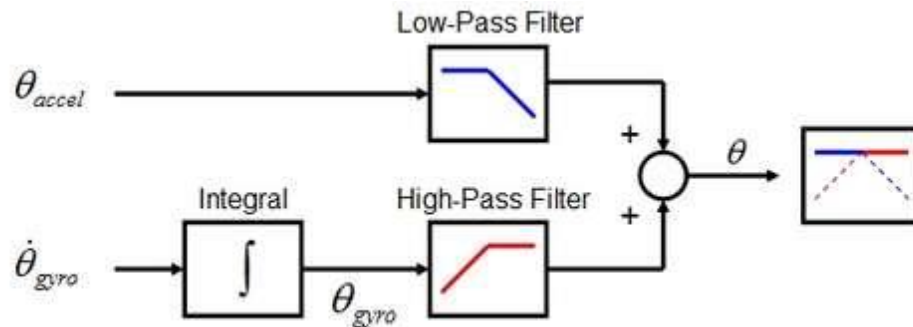 Low-Pass Filter
θaccel
+
θ
Integral
High-Pass Filter
+
θ̇gyro
∫
θgyro